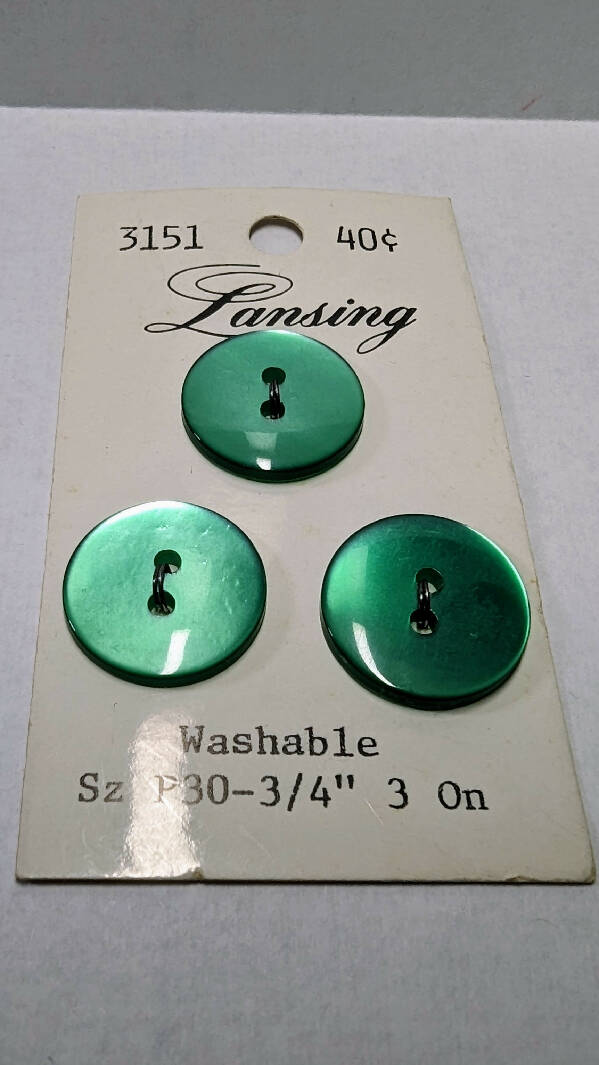 3151 40¢
Lansing
Washable
Sz P30-3/4" 3 On